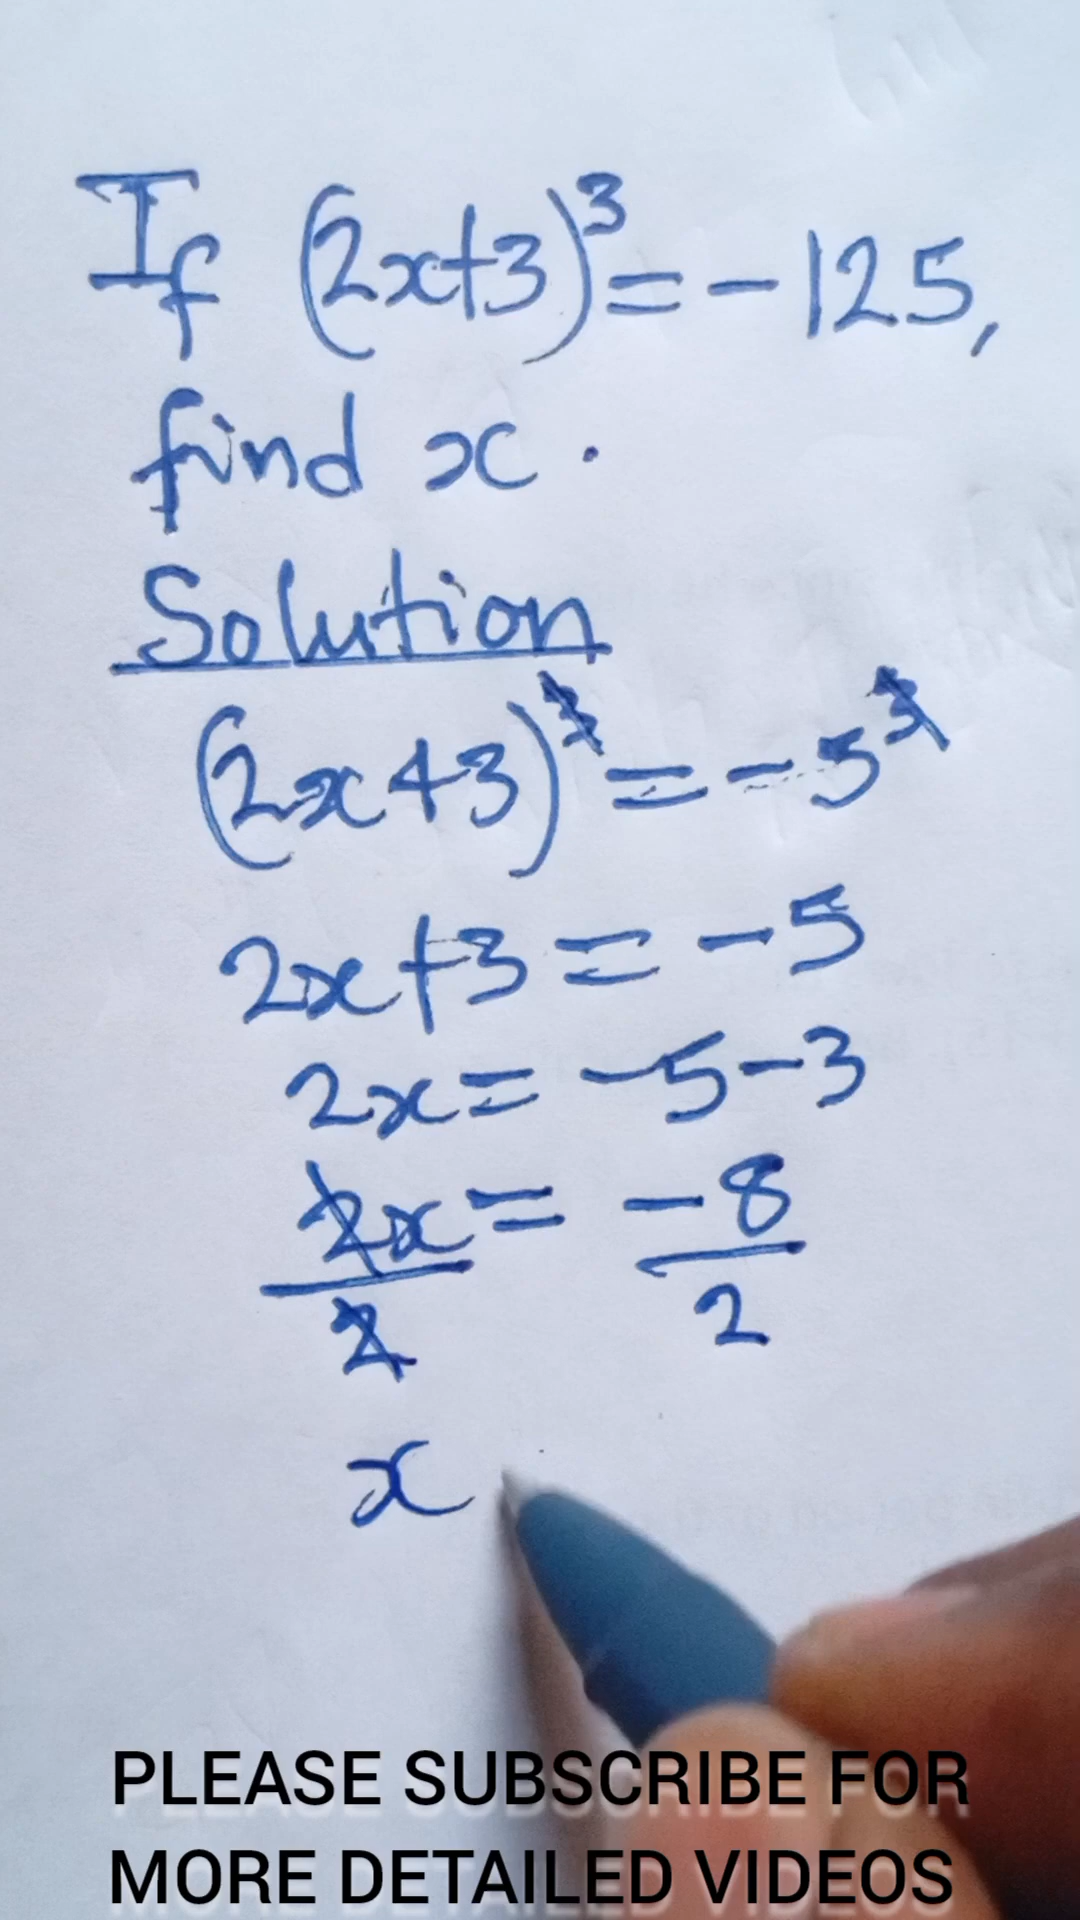 If (2x+3)³=-125,
find x.
Solution
(2x+3)³=-5³
2x+3=-5
2x=-5-3
2x/2=-8/2
x
PLEASE SUBSCRIBE FOR
MORE DETAILED VIDEOS